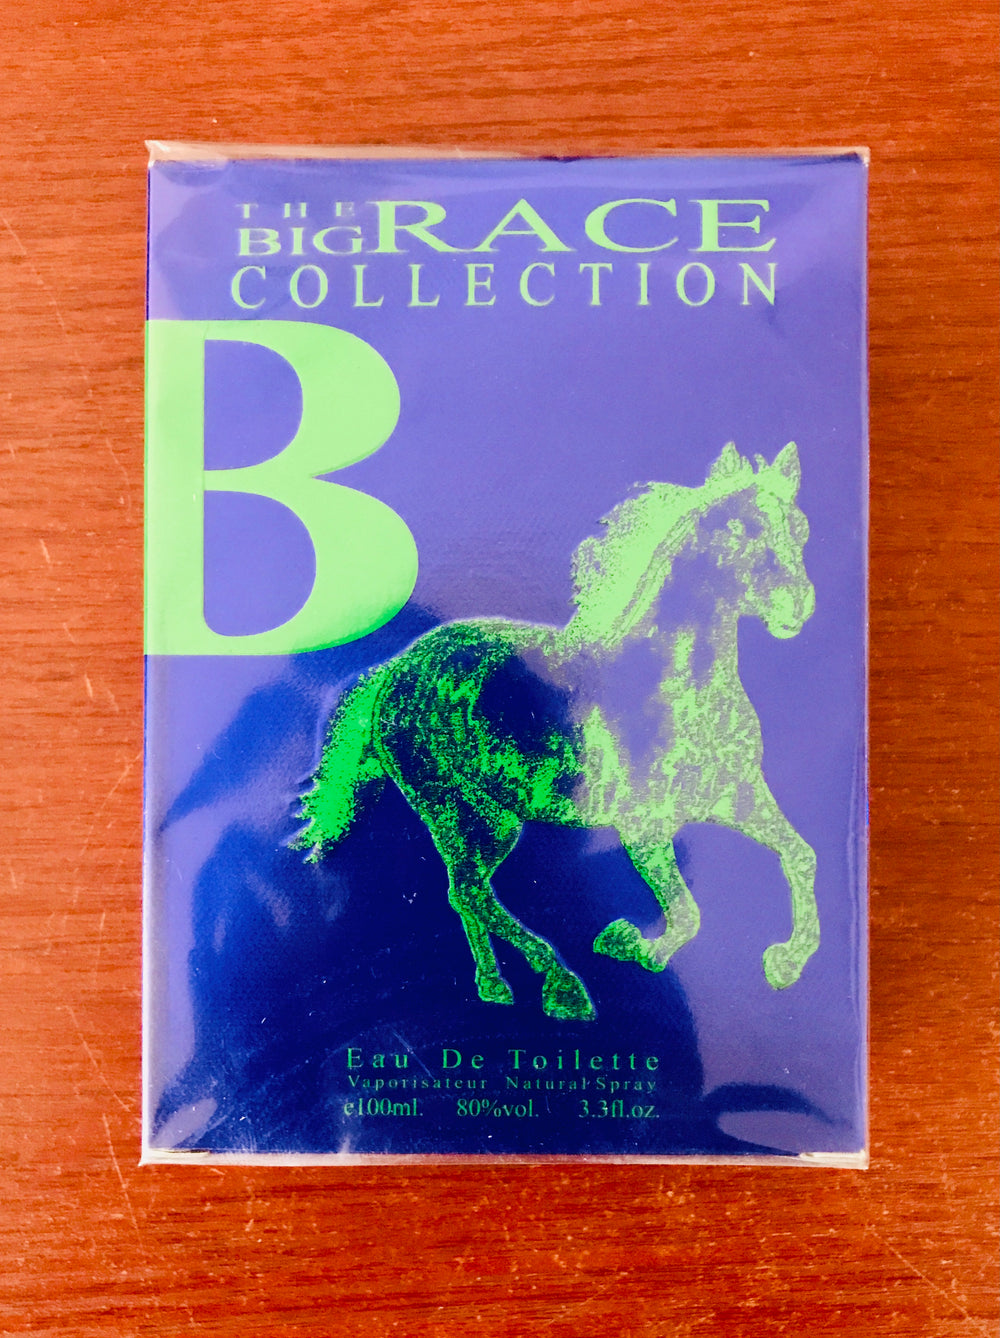 THE
BIG RACE
COLLECTION
B
Eau De Toilette
Vaporisateur Natural Spray
e100ml. 80%vol. 3.3fl.oz.